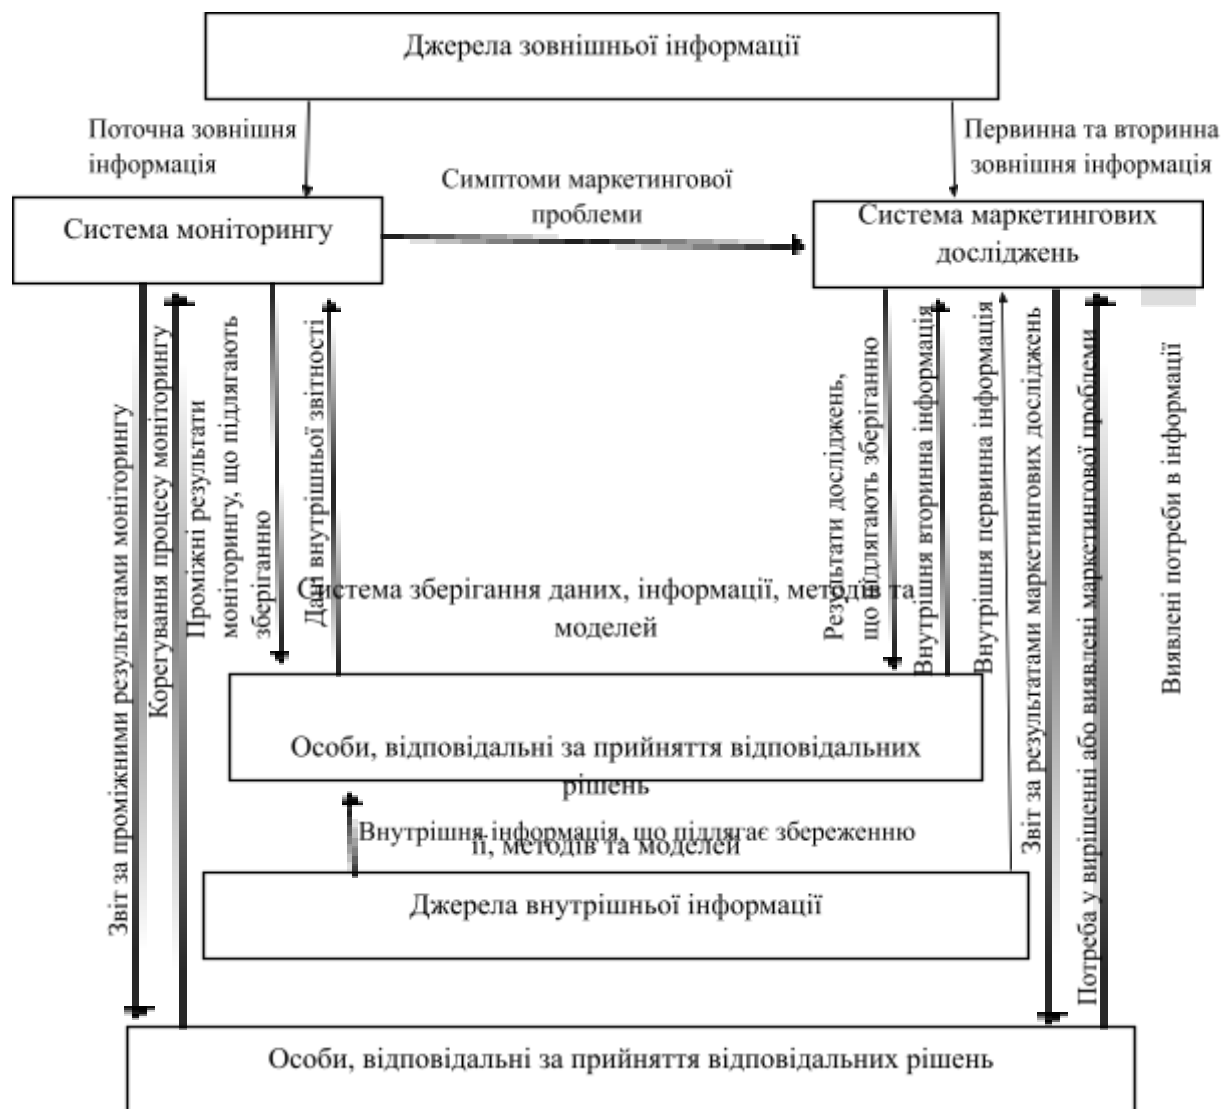 Джерела зовнішньої інформації
Поточна зовнішня
інформація
Первинна та вторинна
зовнішня інформація
Симптоми маркетингової
проблеми
Система моніторингу
Система маркетингових
досліджень
Звіт за проміжними результатами моніторингу
Корегування процесу моніторингу
Проміжні результати
моніторингу, що підлягають
зберіганню
Дані внутрішньої звітності
Результати досліджень,
що підлягають зберіганню
Внутрішня вторинна інформація
Внутрішня первинна інформація
Звіт за результатами маркетингових досліджень
Потреба у вирішенні або виявлені маркетингової проблеми
Виявлені потреби в інформації
Система зберігання даних, інформації, методів та
моделей
Особи, відповідальні за прийняття відповідальних
рішень
Внутрішня інформація, що підлягає збереженню
її, методів та моделей
Джерела внутрішньої інформації
Особи, відповідальні за прийняття відповідальних рішень